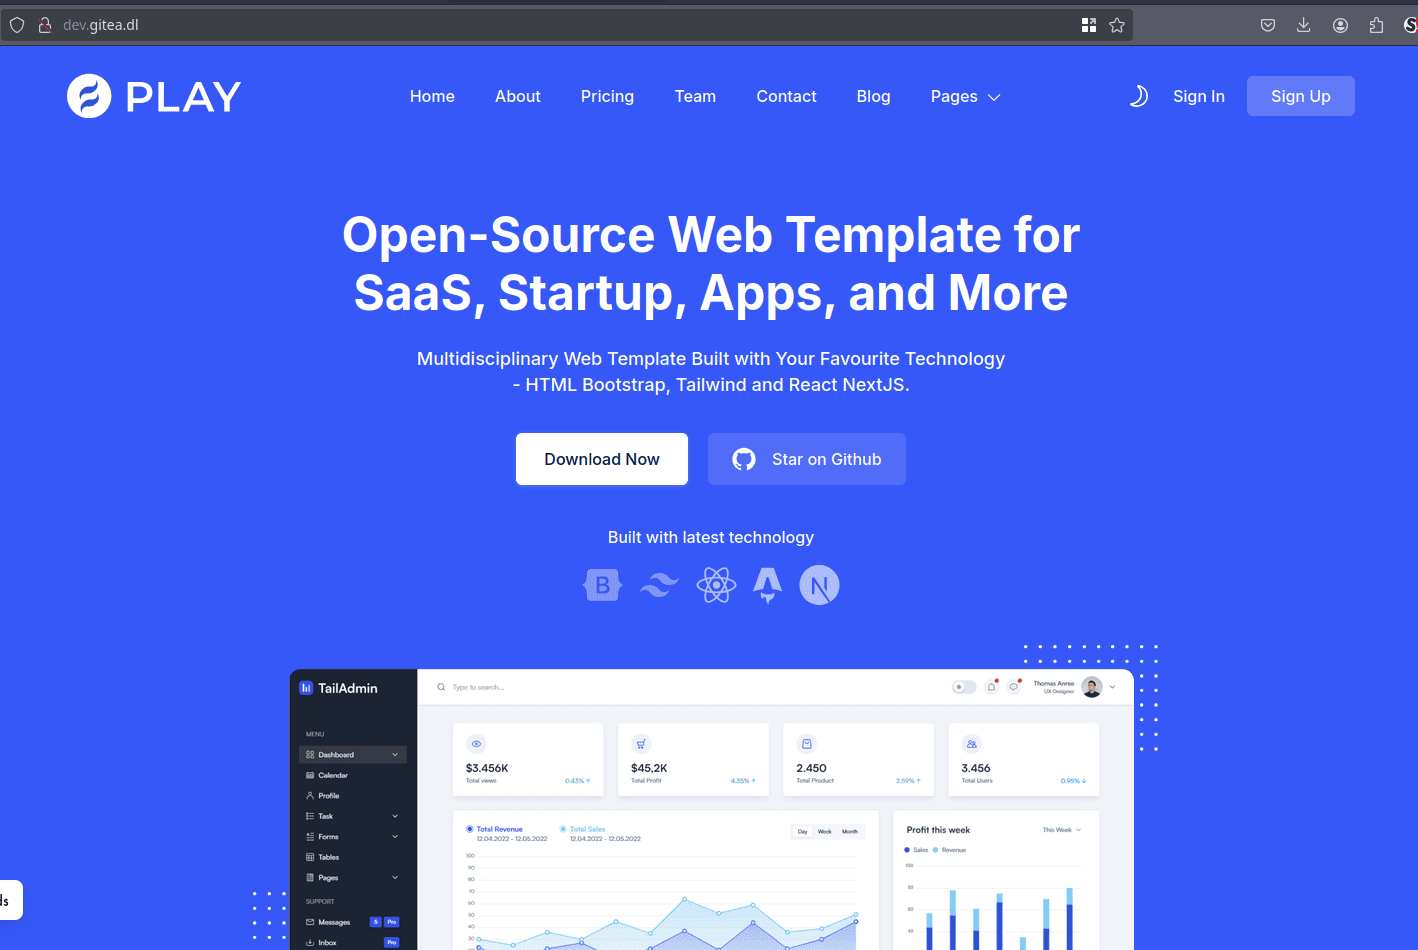 dev.gitea.dl
PLAY
Home About Pricing Team Contact Blog Pages
Sign In Sign Up
Open-Source Web Template for
SaaS, Startup, Apps, and More
Multidisciplinary Web Template Built with Your Favourite Technology
- HTML Bootstrap, Tailwind and React NextJS.
Download Now
Star on Github
Built with latest technology
B
N
TailAdmin
Type to search...
Thomas Anree
UX Designer
MENU
Dashboard
Calendar
Profile
Task
Forms
Tables
Pages
SUPPORT
Messages 5 Pro
Inbox Pro
$3.456K
Total views 0.43%
$45,2K
Total Profit 4.35%
2.450
Total Product 2.59%
3.456
Total Users 0.95%
Total Revenue
12.04.2022 - 12.05.2022
Total Sales
12.04.2022 - 12.05.2022
Day Week Month
100
90
80
70
60
50
40
30
Profit this week
This Week
Sales Revenue
100
80
60
40
ds